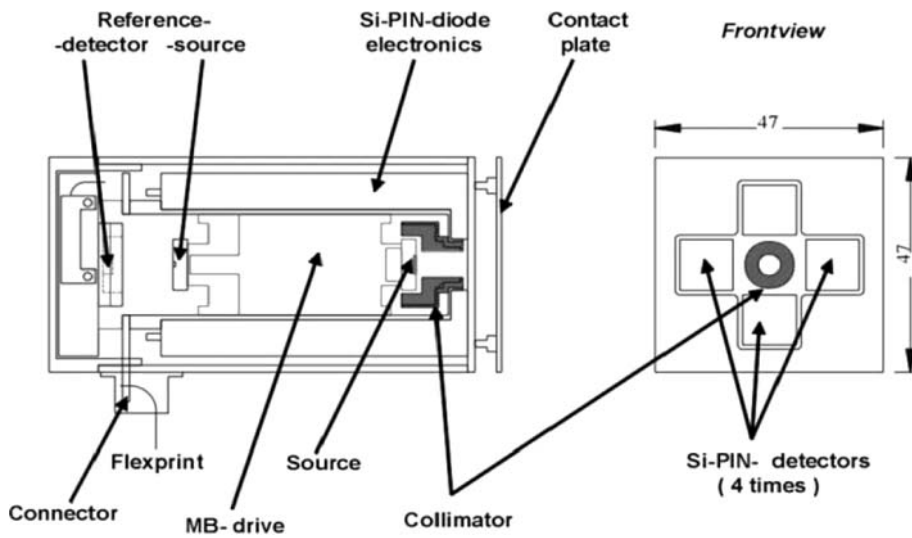 Reference-
-detector -source
Si-PIN-diode
electronics
Contact
plate
Frontview
47
47
Flexprint
Connector
MB- drive
Source
Collimator
Si-PIN- detectors
( 4 times )